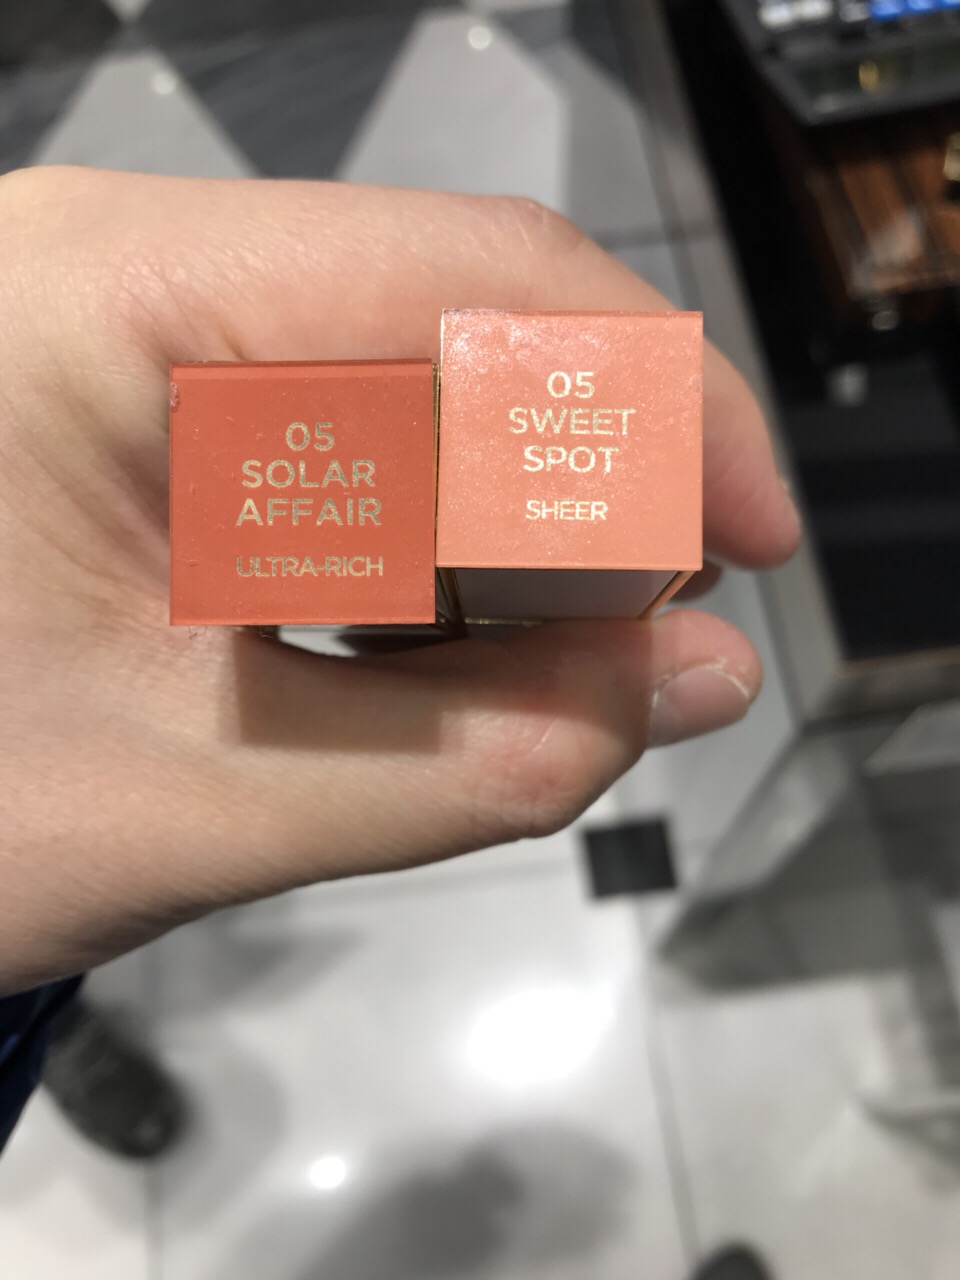 05
SOLAR
AFFAIR
ULTRA-RICH
05
SWEET
SPOT
SHEER